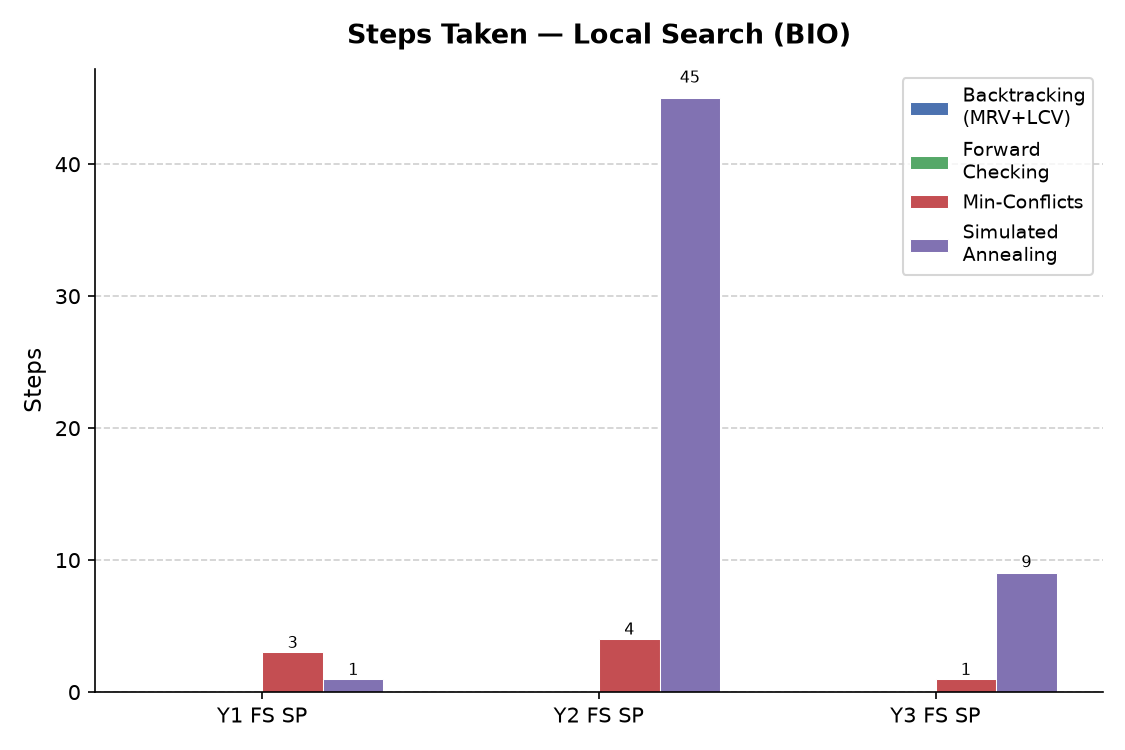 Steps Taken — Local Search (BIO)
Steps
40
30
20
10
0
45
9
3
1
4
1
Y1 FS SP
Y2 FS SP
Y3 FS SP
Backtracking
(MRV+LCV)
Forward
Checking
Min-Conflicts
Simulated
Annealing